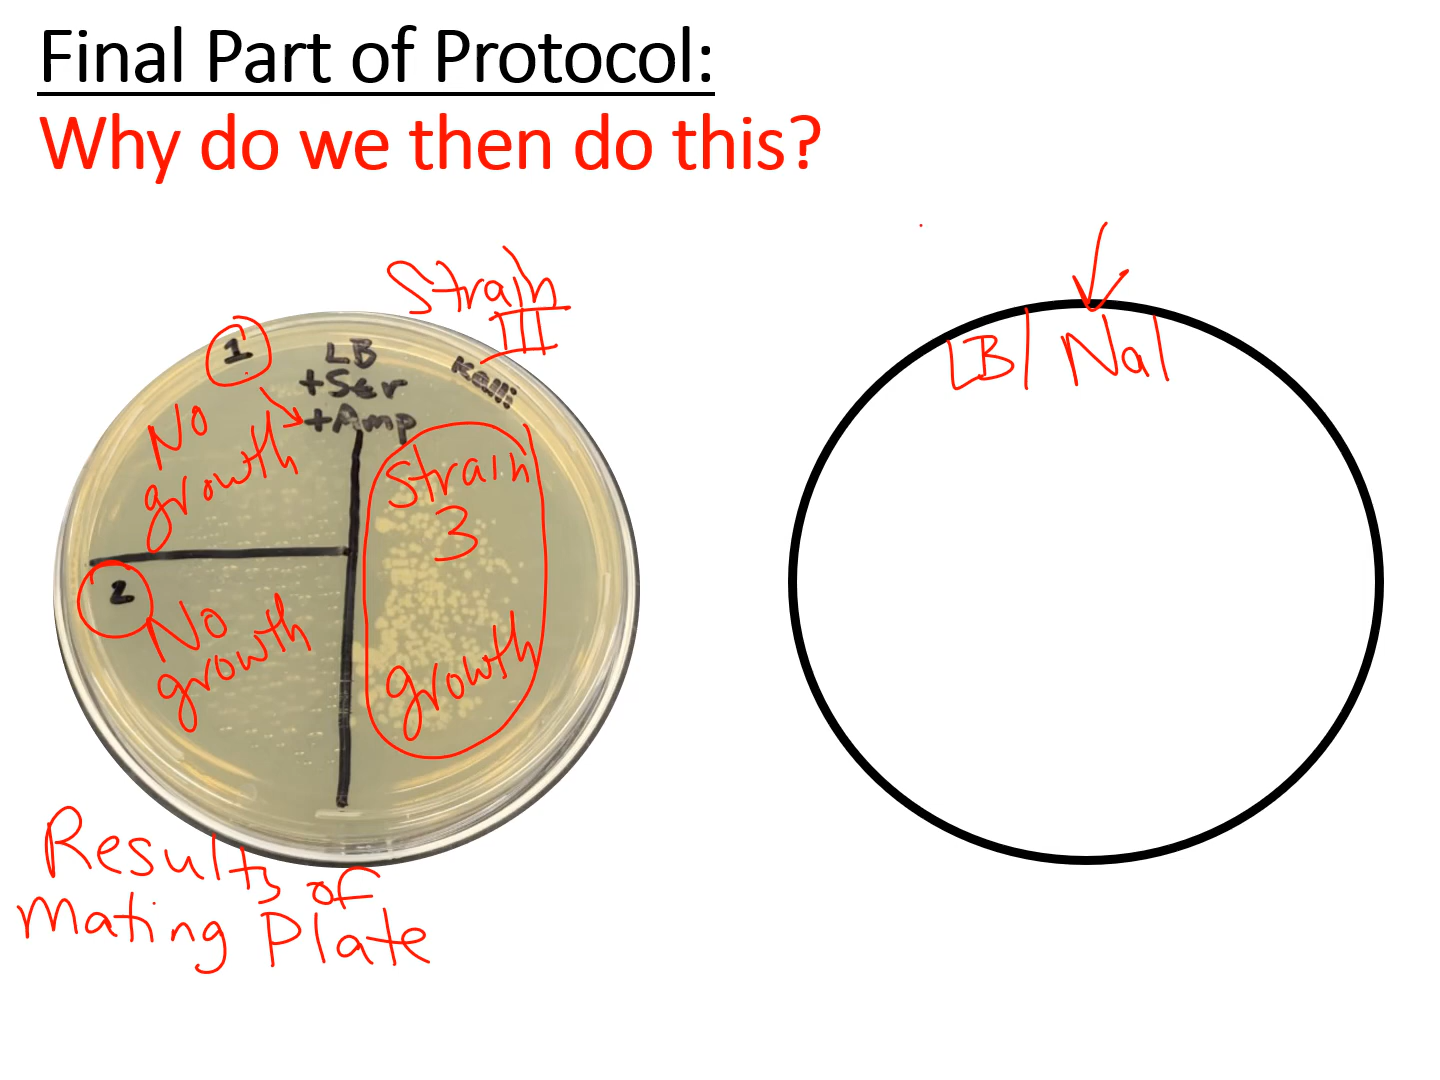 Final Part of Protocol:
Why do we then do this?
Strain
III
1
LB
+Ser
+Amp
Kalli
No
growth
Strain
3
growth
2
No
growth
Results of
Mating Plate
LB Nal